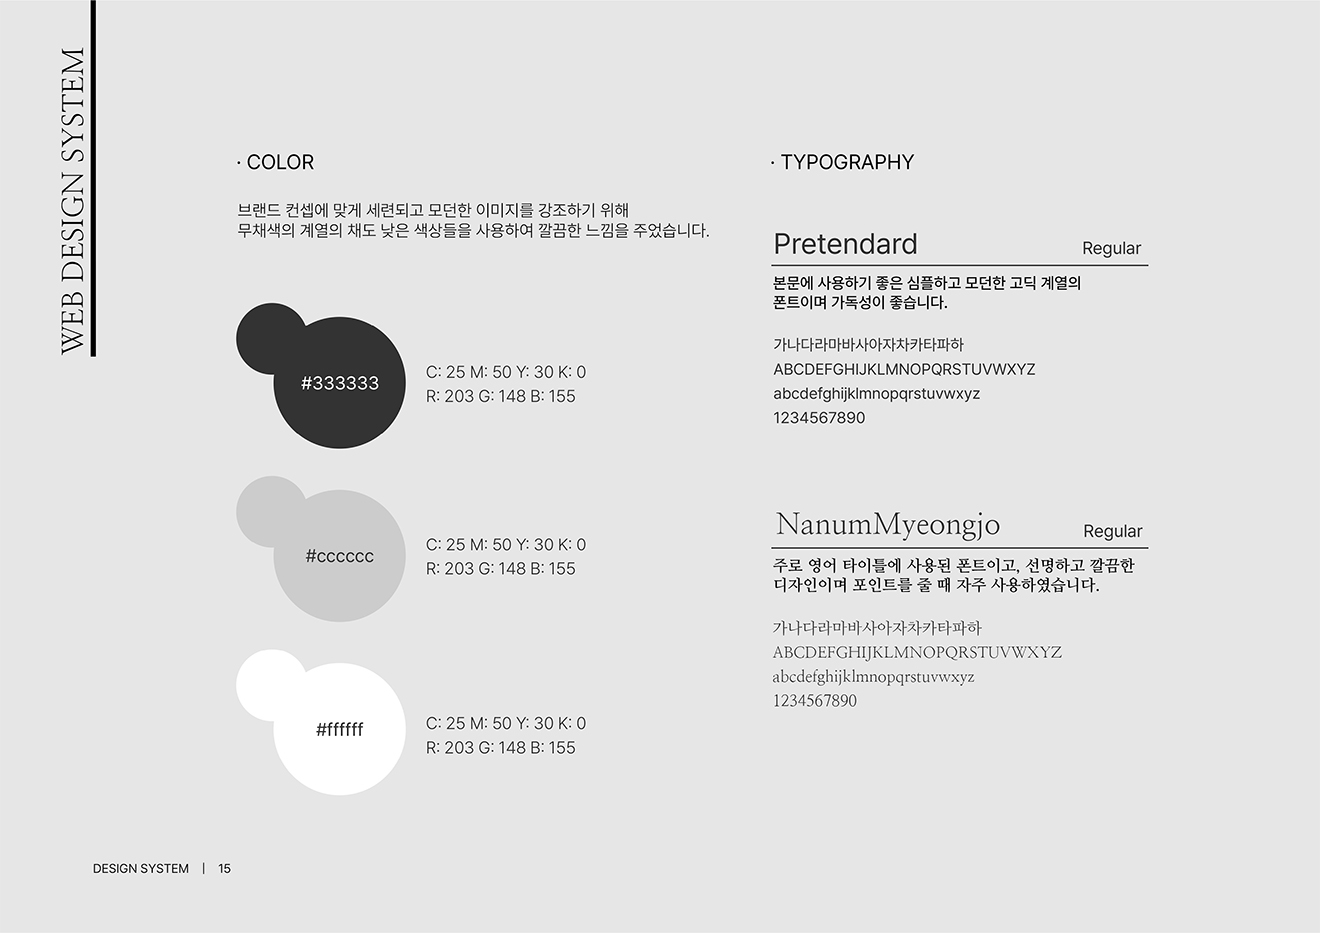 WEB DESIGN SYSTEM
· COLOR
브랜드 컨셉에 맞게 세련되고 모던한 이미지를 강조하기 위해
무채색의 계열의 채도 낮은 색상들을 사용하여 깔끔한 느낌을 주었습니다.
#333333
C: 25 M: 50 Y: 30 K: 0
R: 203 G: 148 B: 155
#cccccc
C: 25 M: 50 Y: 30 K: 0
R: 203 G: 148 B: 155
#ffffff
C: 25 M: 50 Y: 30 K: 0
R: 203 G: 148 B: 155
· TYPOGRAPHY
Pretendard Regular
본문에 사용하기 좋은 심플하고 모던한 고딕 계열의
폰트이며 가독성이 좋습니다.
가나다라마바사아자차카타파하
ABCDEFGHIJKLMNOPQRSTUVWXYZ
abcdefghijklmnopqrstuvwxyz
1234567890
NanumMyeongjo Regular
주로 영어 타이틀에 사용된 폰트이고, 선명하고 깔끔한
디자인이며 포인트를 줄 때 자주 사용하였습니다.
가나다라마바사아자차카타파하
ABCDEFGHIJKLMNOPQRSTUVWXYZ
abcdefghijklmnopqrstuvwxyz
1234567890
DESIGN SYSTEM | 15